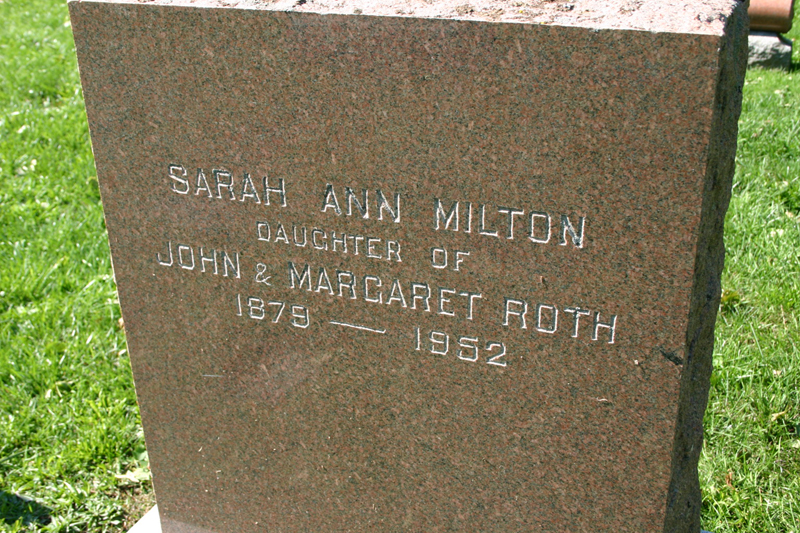 SARAH ANN MILTON
DAUGHTER OF
JOHN & MARGARET ROTH
1879 — 1952